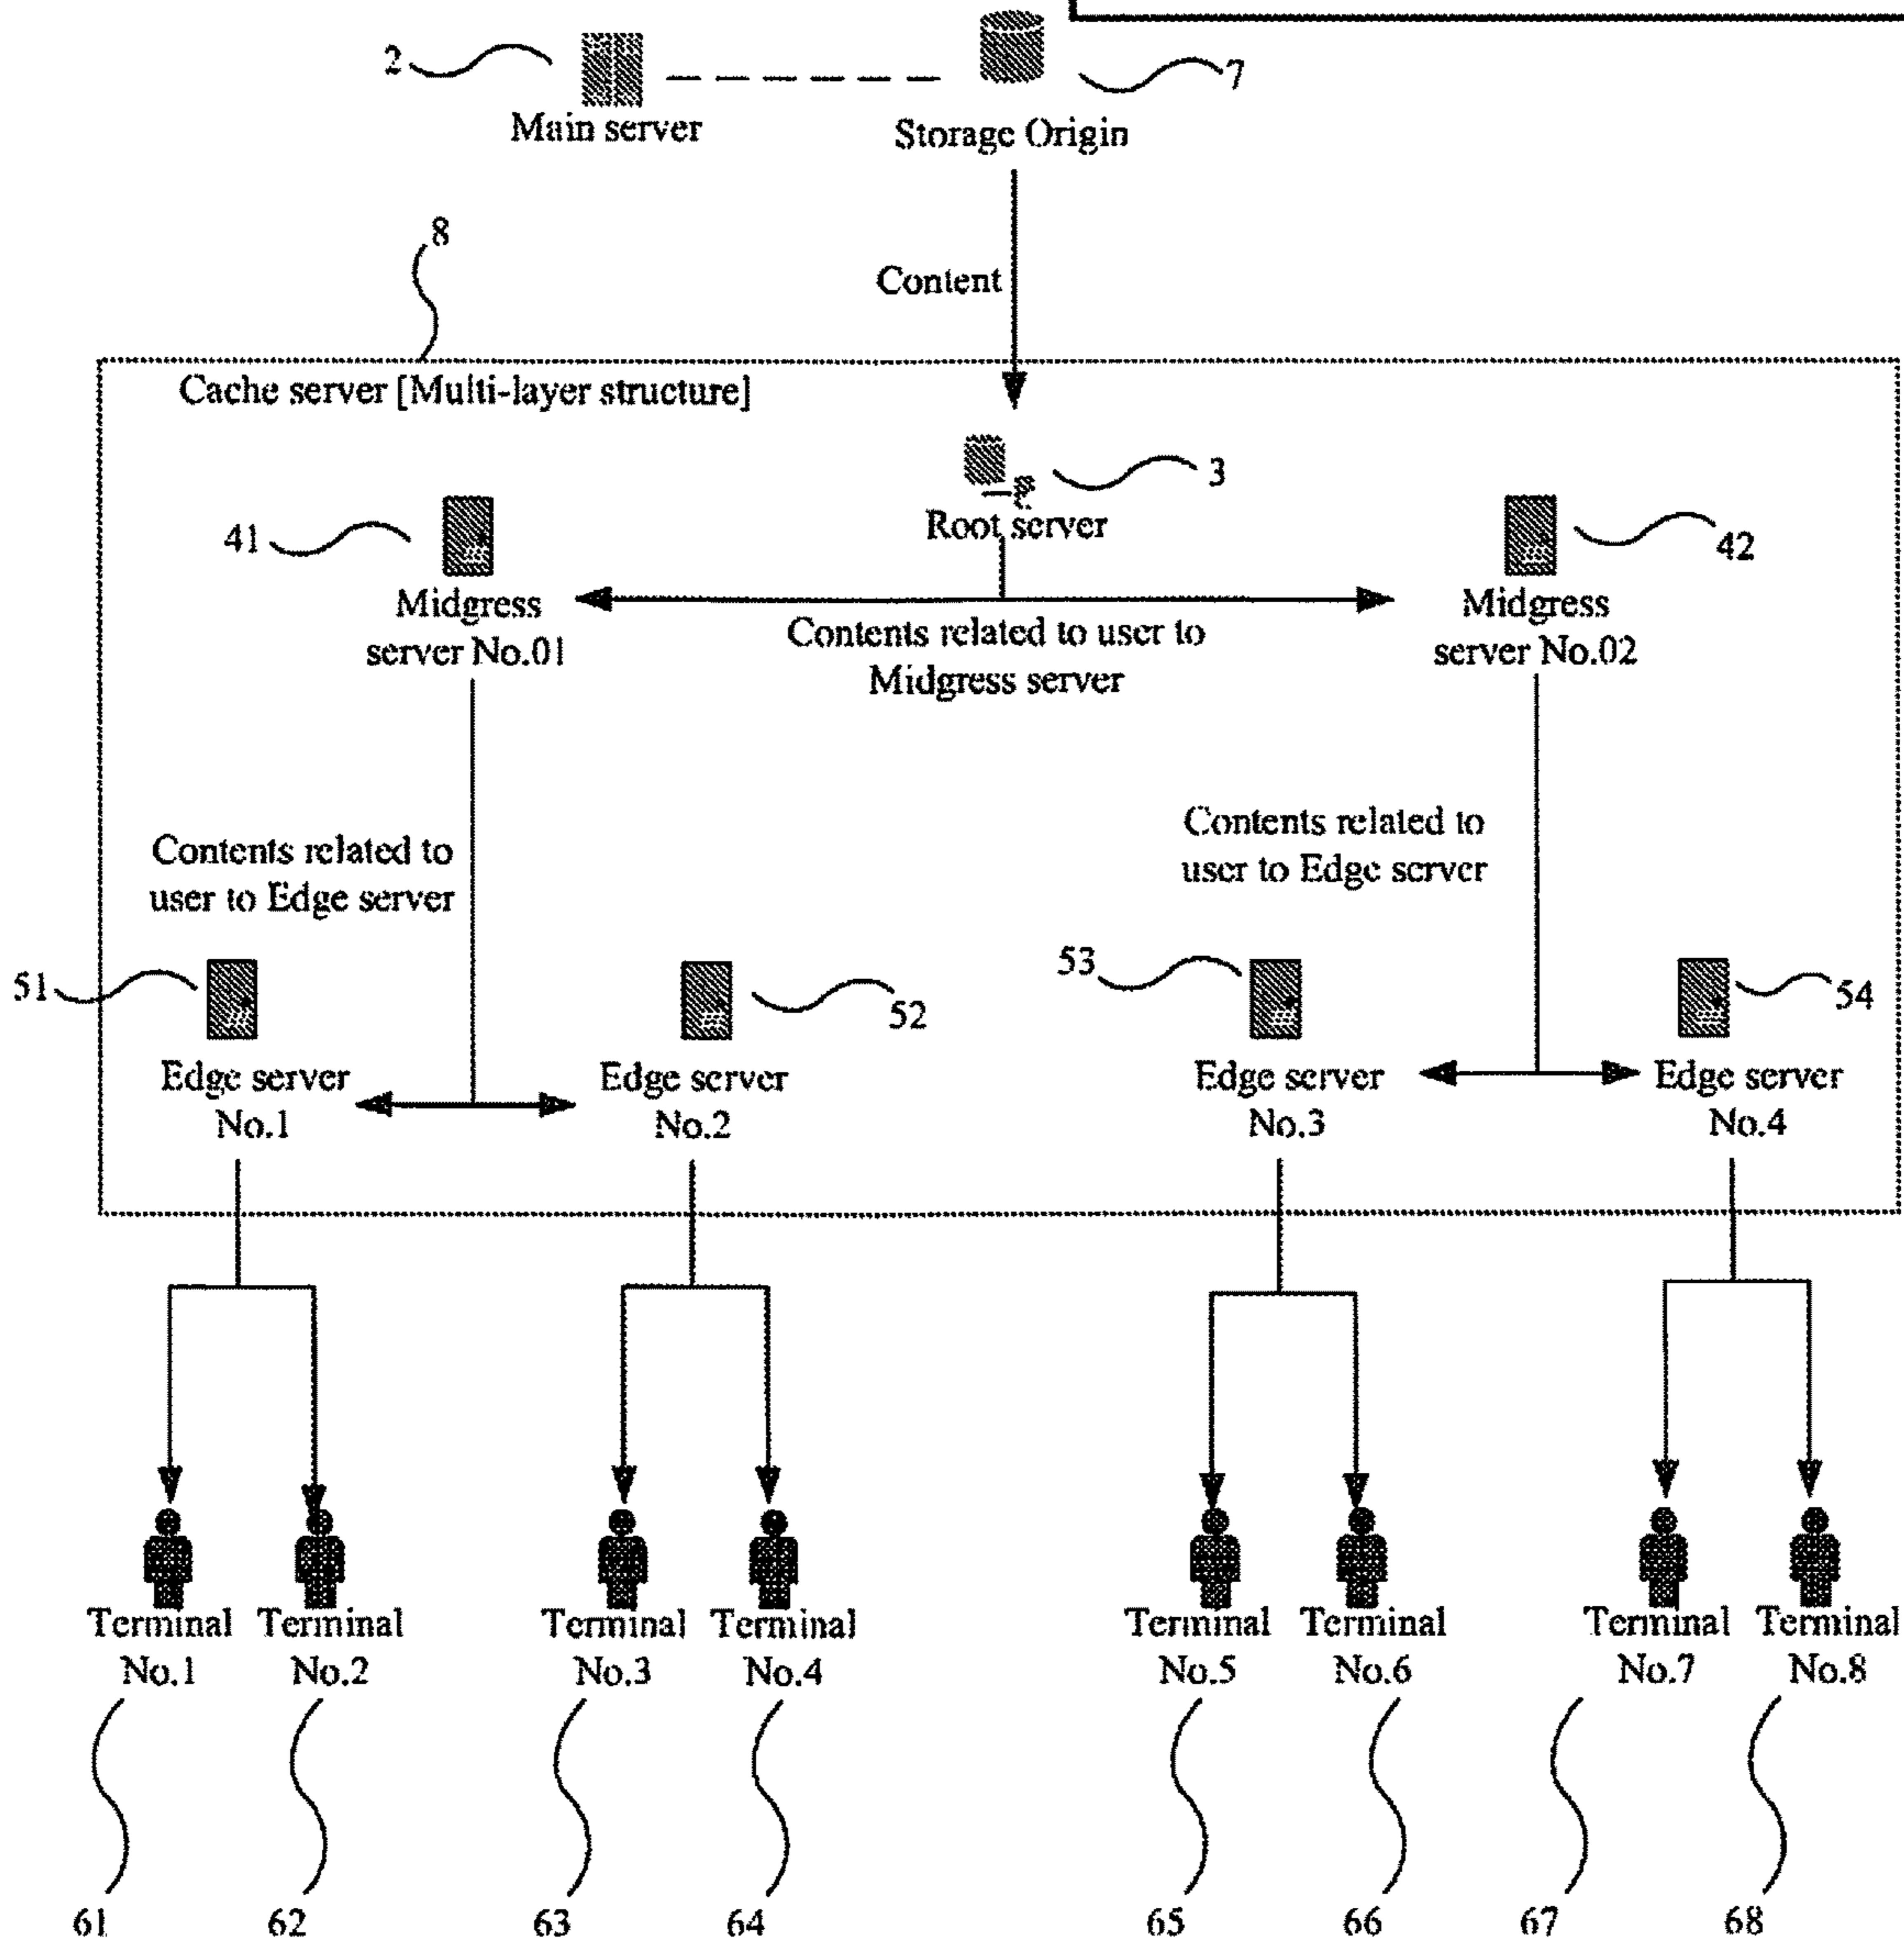 2
7
Main server
Storage Origin
8
Content
Cache server [Multi-layer structure]
3
Root server
41
42
Midgress
server No.01
Contents related to user to
Midgress server
Midgress
server No.02
Contents related to
user to Edge server
Contents related to
user to Edge server
51
52
53
54
Edge server
No.1
Edge server
No.2
Edge server
No.3
Edge server
No.4
Terminal
No.1
Terminal
No.2
Terminal
No.3
Terminal
No.4
Terminal
No.5
Terminal
No.6
Terminal
No.7
Terminal
No.8
61
62
63
64
65
66
67
68